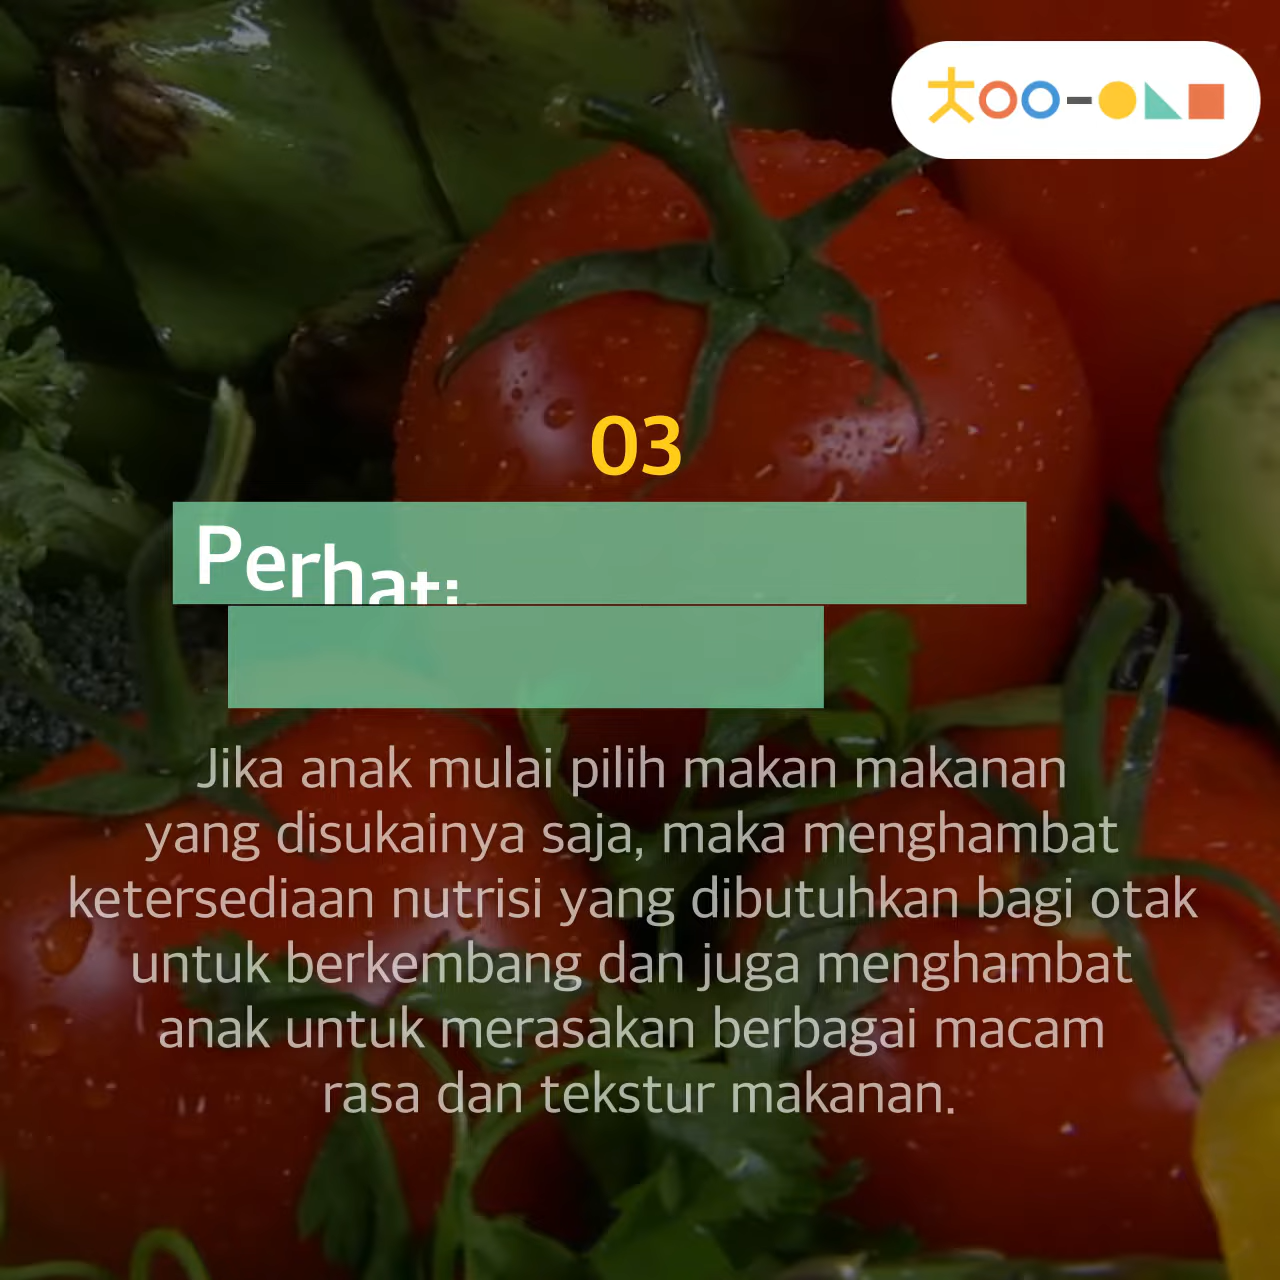 03
Perhati
Jika anak mulai pilih makan makanan
yang disukainya saja, maka menghambat
ketersediaan nutrisi yang dibutuhkan bagi otak
untuk berkembang dan juga menghambat
anak untuk merasakan berbagai macam
rasa dan tekstur makanan.